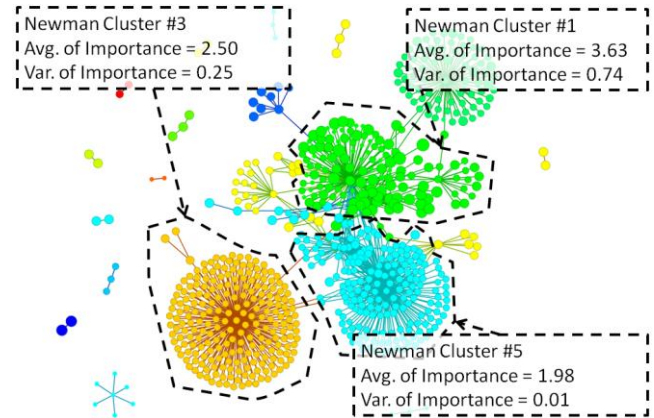 Newman Cluster #3
Avg. of Importance = 2.50
Var. of Importance = 0.25
Newman Cluster #1
Avg. of Importance = 3.63
Var. of Importance = 0.74
Newman Cluster #5
Avg. of Importance = 1.98
Var. of Importance = 0.01